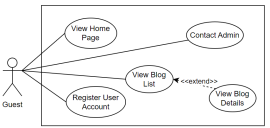 View Home
Page
Contact Admin
View Blog
List
<<extend>>
View Blog
Details
Register User
Account
Guest